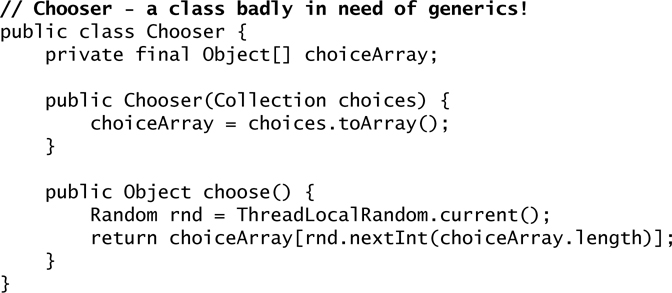 // Chooser - a class badly in need of generics!
public class Chooser {
    private final Object[] choiceArray;

    public Chooser(Collection choices) {
        choiceArray = choices.toArray();
    }

    public Object choose() {
        Random rnd = ThreadLocalRandom.current();
        return choiceArray[rnd.nextInt(choiceArray.length)];
    }
}